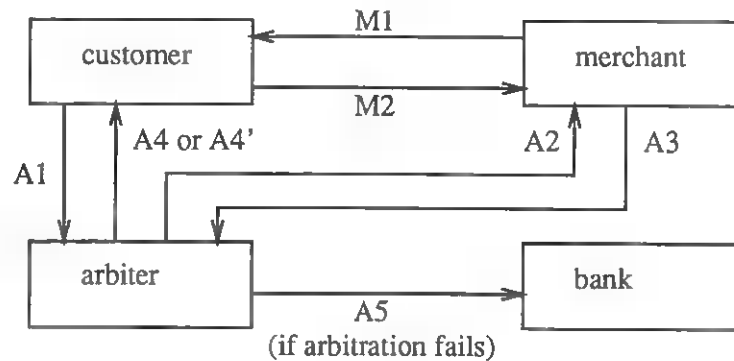 M1
customer
merchant
M2
A4 or A4'
A2
A3
A1
arbiter
bank
A5
(if arbitration fails)